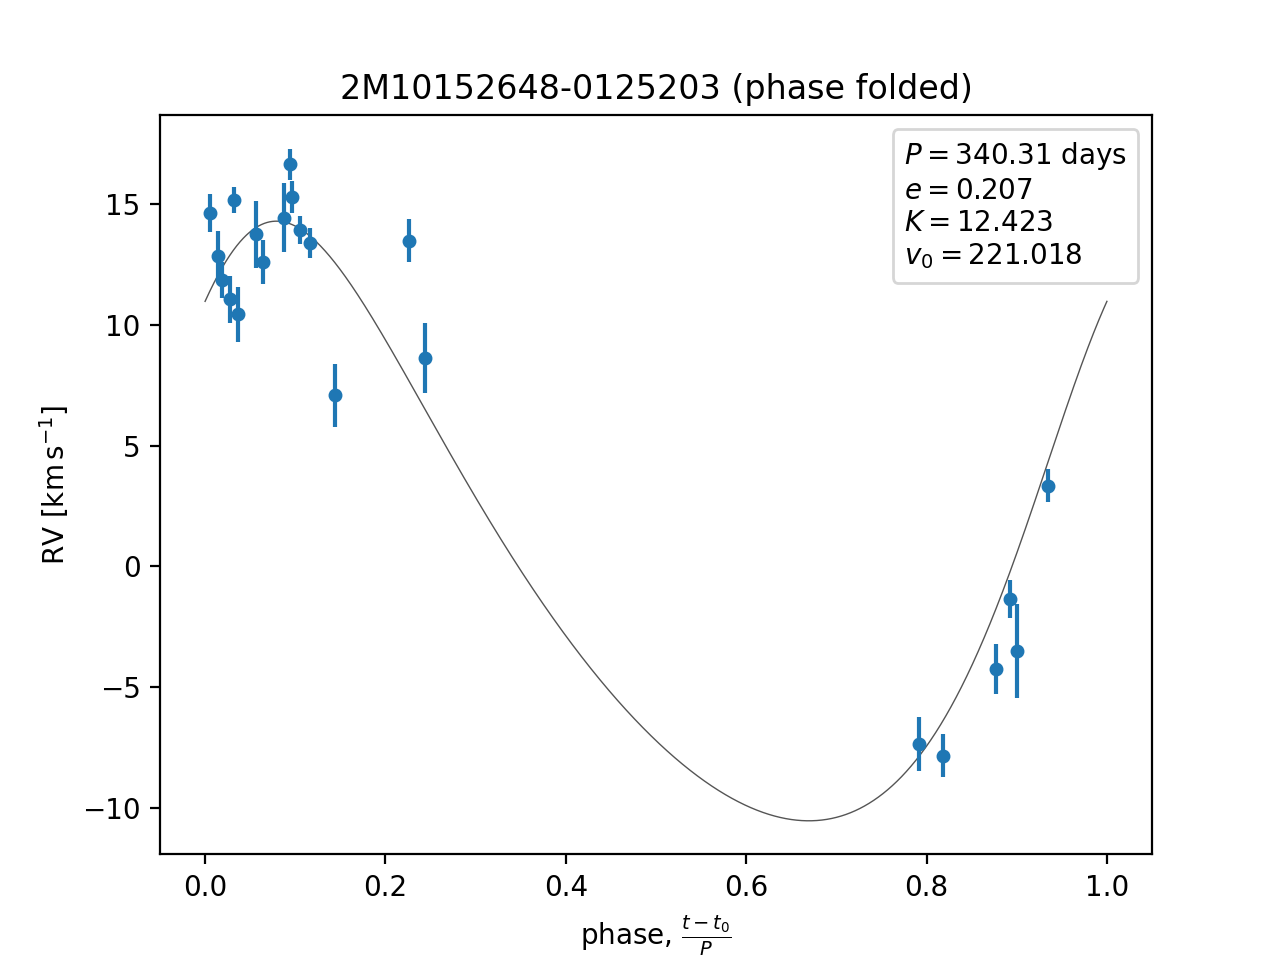 2M10152648-0125203 (phase folded)
P = 340.31 days
e = 0.207
K = 12.423
v₀ = 221.018
15
10
5
0
−5
−10
RV [km s⁻¹]
0.0 0.2 0.4 0.6 0.8 1.0
phase, (t − t₀)/P